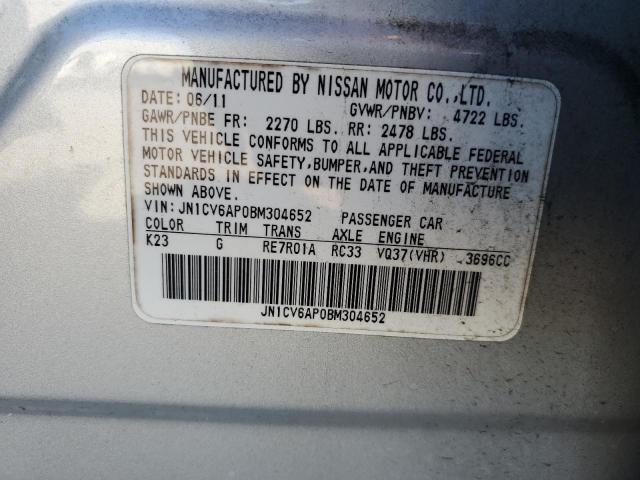 MANUFACTURED BY NISSAN MOTOR CO.,LTD.
DATE: 06/11 GVWR/PNBV: 4722 LBS.
GAWR/PNBE FR: 2270 LBS. RR: 2478 LBS.
THIS VEHICLE CONFORMS TO ALL APPLICABLE FEDERAL
MOTOR VEHICLE SAFETY, BUMPER, AND THEFT PREVENTION
STANDARDS IN EFFECT ON THE DATE OF MANUFACTURE
SHOWN ABOVE.
VIN: JN1CV6AP0BM304652 PASSENGER CAR
COLOR TRIM TRANS AXLE ENGINE
K23 G RE7R01A RC33 VQ37(VHR) 3696CC
JN1CV6AP0BM304652